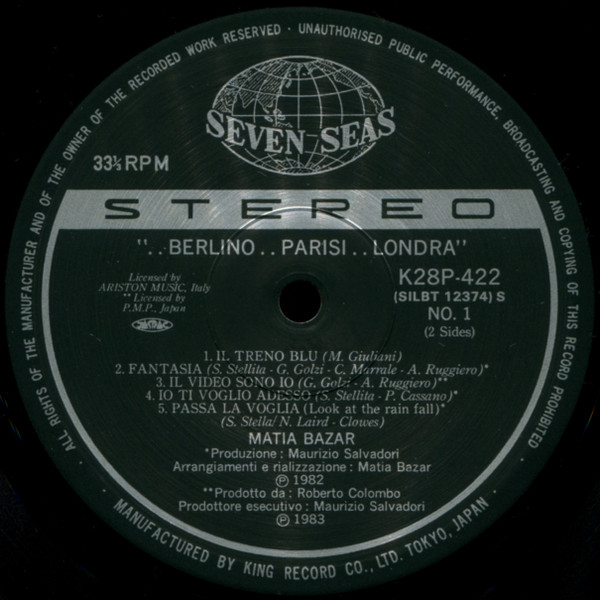 ALL RIGHTS OF THE MANUFACTURER AND OF THE OWNER OF THE RECORDED WORK RESERVED · UNAUTHORISED PUBLIC PERFORMANCE, BROADCASTING AND COPYING OF THIS RECORD PROHIBITED ·
SEVEN SEAS
33⅓ RPM
STEREO
"..BERLINO..PARISI..LONDRA"
Licensed by
ARISTON MUSIC, Italy
** Licensed by
P.M.P., Japan
K28P-422
(SILBT 12374) S
NO. 1
(2 Sides)
1. IL TRENO BLU (M. Giuliani)
2. FANTASIA (S. Stellita - G. Golzi - C. Marrale - A. Ruggiero)*
3. IL VIDEO SONO IO (G. Golzi - A. Ruggiero)**
4. IO TI VOGLIO ADESSO (S. Stellita - P. Cassano)*
5. PASSA LA VOGLIA (Look at the rain fall)*
(S. Stella/N. Laird - Clowes)
MATIA BAZAR
*Produzione: Maurizio Salvadori
Arrangiamenti e rializzazione: Matia Bazar
℗ 1982
**Prodotto da: Roberto Colombo
Produttore esecutivo: Maurizio Salvadori
℗ 1983
MANUFACTURED BY KING RECORD CO., LTD. TOKYO, JAPAN ·